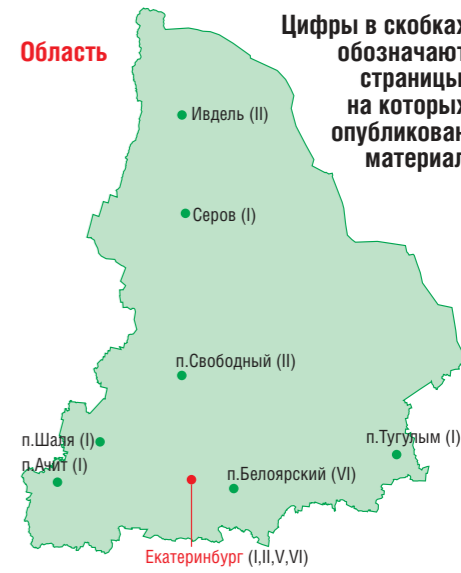 Область
Цифры в скобках
обозначают
страницы,
на которых
опубликован
материал
Ивдель (II)
Серов (I)
п.Свободный (II)
п.Шаля (I)
п.Ачит (I)
п.Тугулым (I)
п.Белоярский (VI)
Екатеринбург (I,II,V,VI)